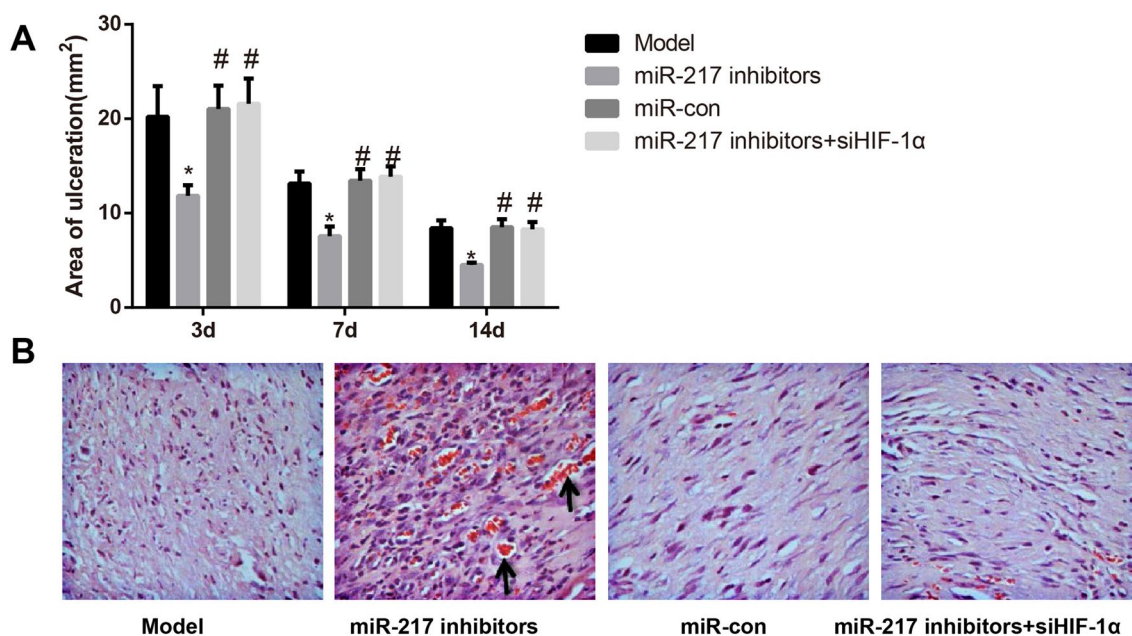 A
Area of ulceration(mm²)
30
20
10
0
# #
*
# #
*
# #
*
3d 7d 14d
Model
miR-217 inhibitors
miR-con
miR-217 inhibitors+siHIF-1α
B
Model miR-217 inhibitors miR-con miR-217 inhibitors+siHIF-1α